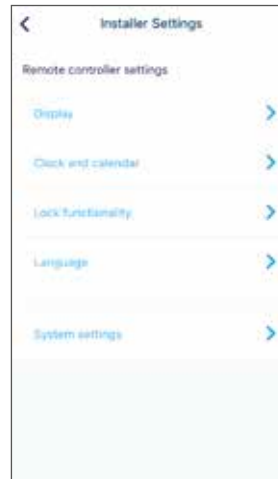 Installer Settings
Remote controller settings
Display
Clock and calendar
Lock functionality
Language
System settings